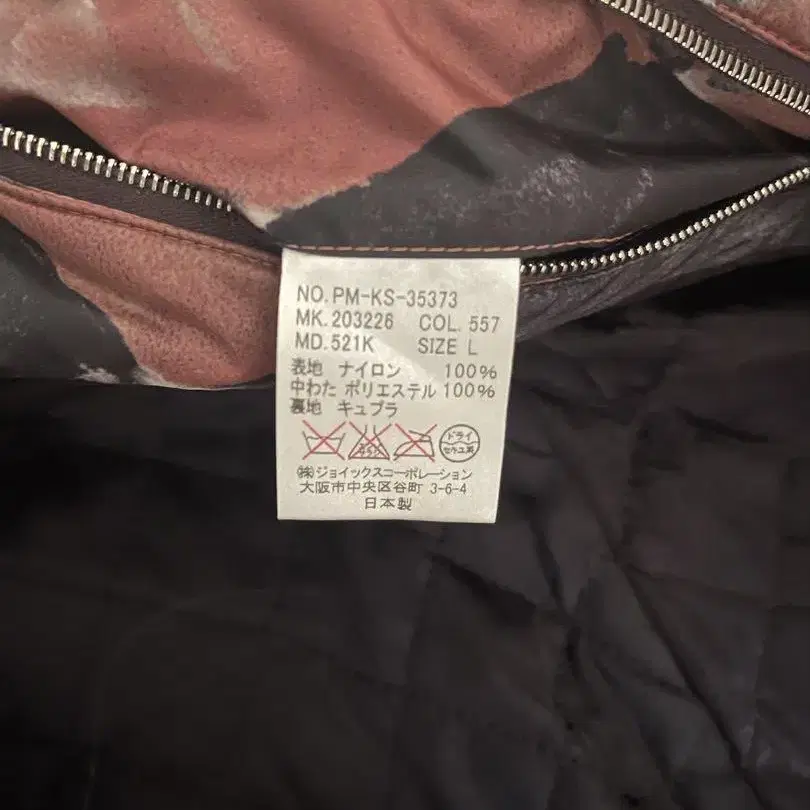 NO.PM-KS-35373
MK.203226 COL.557
MD.521K SIZE L
表地 ナイロン 100%
中わた ポリエステル 100%
裏地 キュプラ
ドライ
セキユ系
㈱ジョイックスコーポレーション
大阪市中央区谷町 3-6-4
日本製